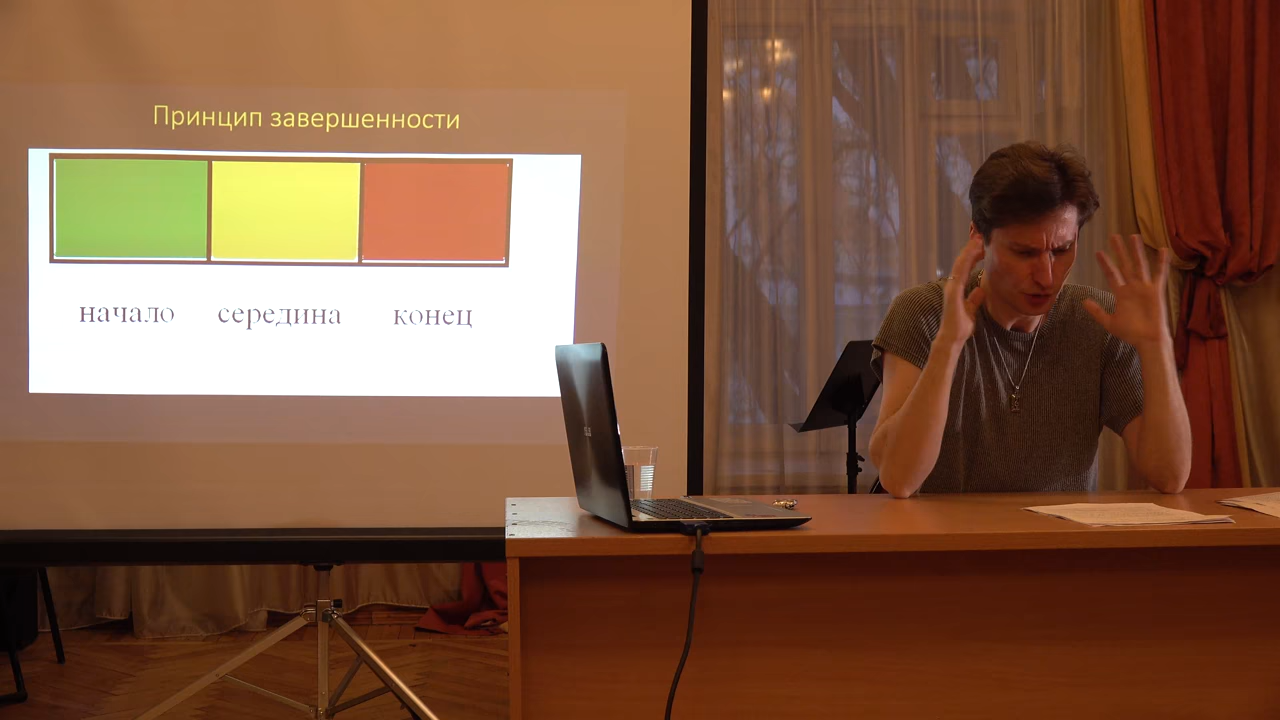 Принцип завершенности
начало середина конец